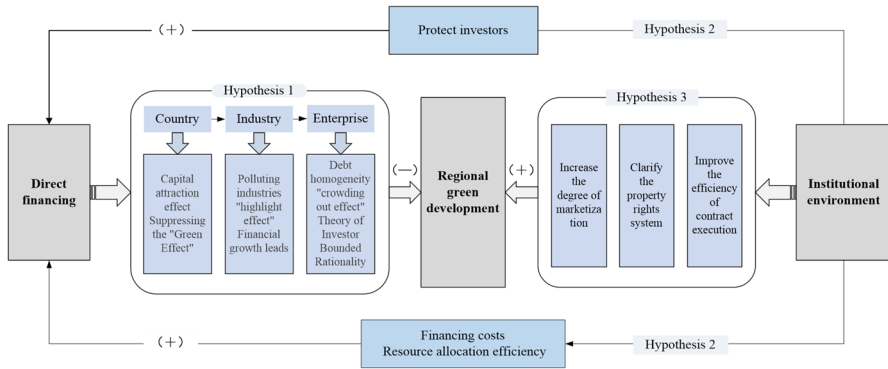 (+)
Protect investors
Hypothesis 2
Hypothesis 1
Country
Industry
Enterprise
Direct
financing
Capital
attraction
effect
Suppressing
the "Green
Effect"
Polluting
industries
"highlight
effect"
Financial
growth leads
Debt
homogeneity
"crowding
out effect"
Theory of
Investor
Bounded
Rationality
(—)
Regional
green
development
(+)
Hypothesis 3
Increase the
degree of
marketiza
tion
Clarify the
property
rights
system
Improve the
efficiency
of
contract
execution
Institutional
environment
(+)
Financing costs
Resource allocation efficiency
Hypothesis 2